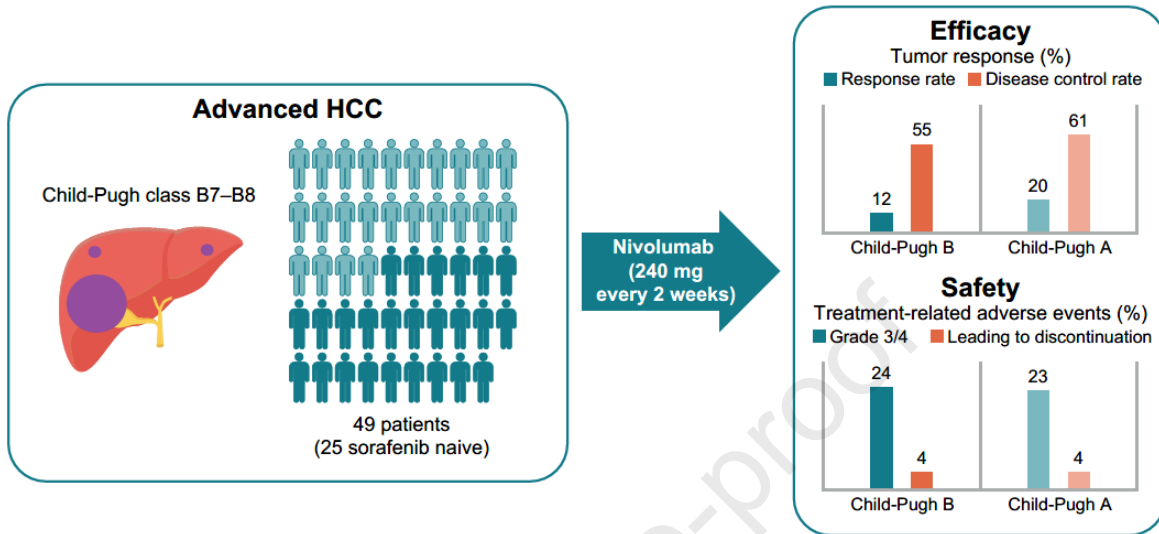 Advanced HCC
Child-Pugh class B7–B8
49 patients
(25 sorafenib naive)
Nivolumab
(240 mg
every 2 weeks)
Efficacy
Tumor response (%)
Response rate Disease control rate
12 55 20 61
Child-Pugh B Child-Pugh A
Safety
Treatment-related adverse events (%)
Grade 3/4 Leading to discontinuation
24 4 23 4
Child-Pugh B Child-Pugh A
-proof